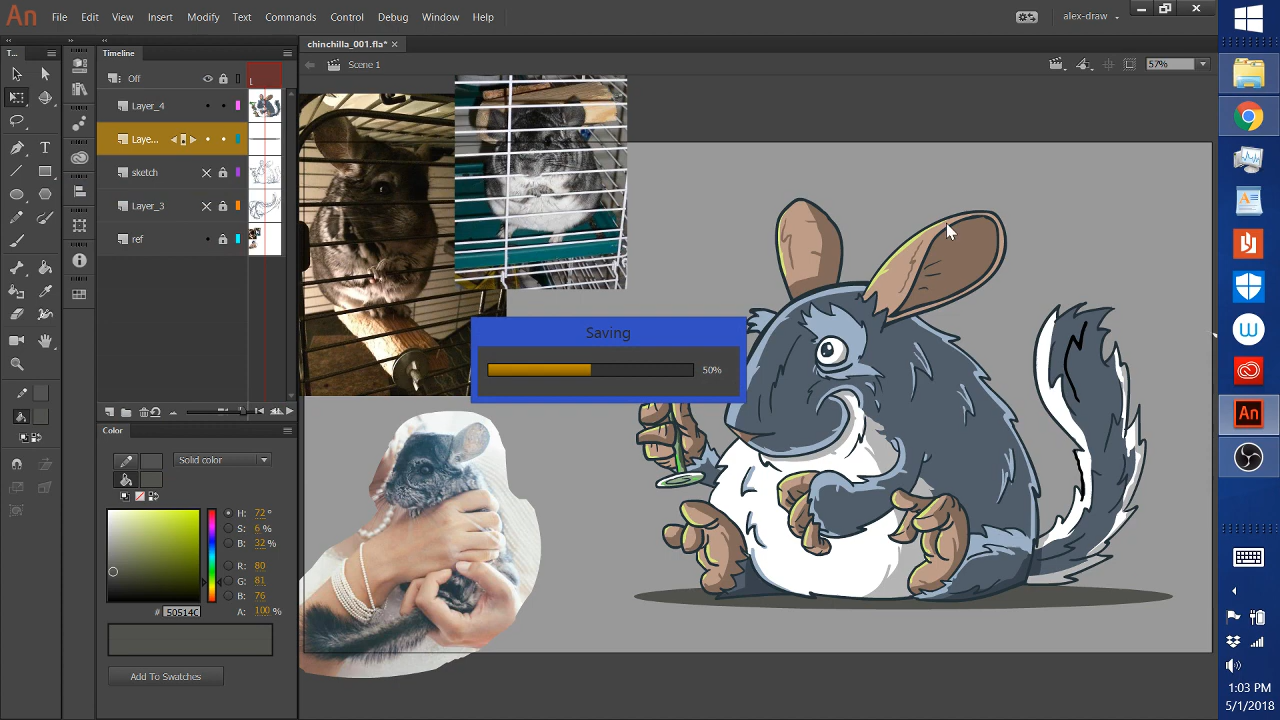 An File Edit View Insert Modify Text Commands Control Debug Window Help alex-draw
T... Timeline
chinchilla_001.fla*
Scene 1 57%
Off 1
Layer_4
Laye...
sketch
Layer_3
ref
Saving
50%
Color
Solid color
H: 72 °
S: 6 %
B: 32 %
R: 80
G: 81
B: 76
# 50514C A: 100 %
Add To Swatches
An
1:03 PM
5/1/2018